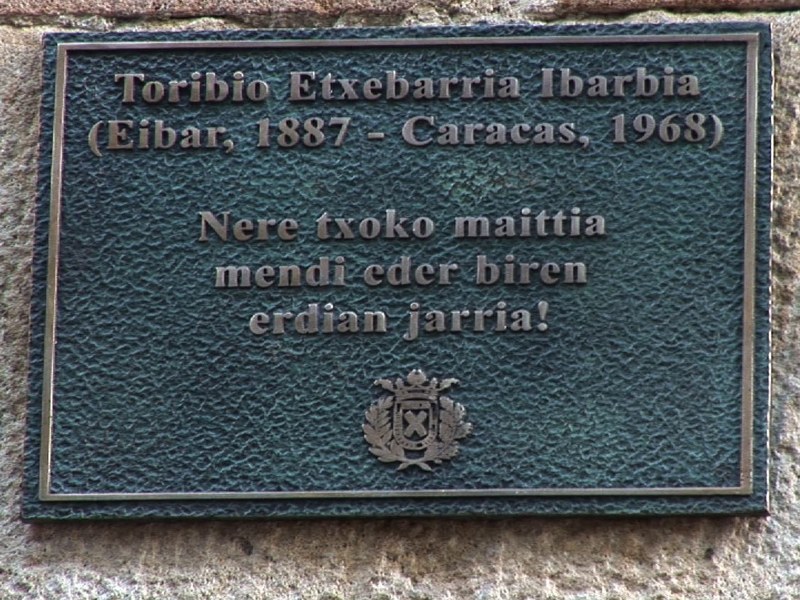 Toribio Etxebarria Ibarbia
(Eibar, 1887 - Caracas, 1968)
Nere txoko maittia
mendi eder biren
erdian jarria!